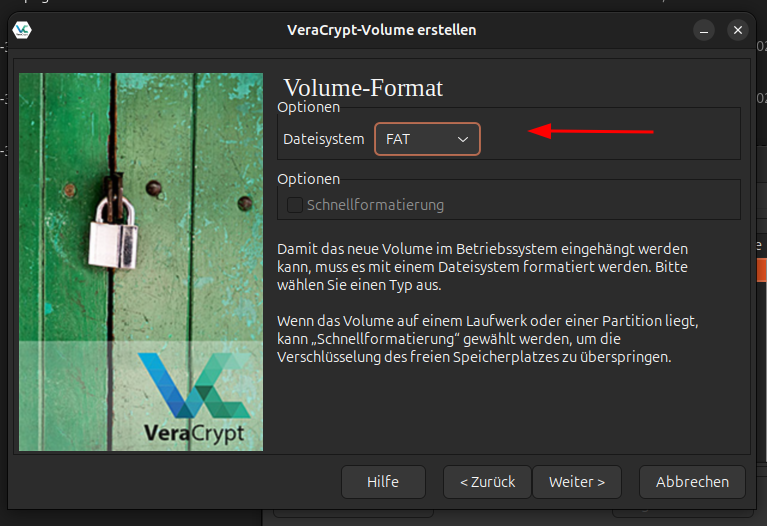 VeraCrypt-Volume erstellen
Volume-Format
Optionen
Dateisystem
FAT
Optionen
Schnellformatierung
Damit das neue Volume im Betriebssystem eingehängt werden
kann, muss es mit einem Dateisystem formatiert werden. Bitte
wählen Sie einen Typ aus.
Wenn das Volume auf einem Laufwerk oder einer Partition liegt,
kann „Schnellformatierung“ gewählt werden, um die
Verschlüsselung des freien Speicherplatzes zu überspringen.
VeraCrypt
Hilfe
< Zurück
Weiter >
Abbrechen